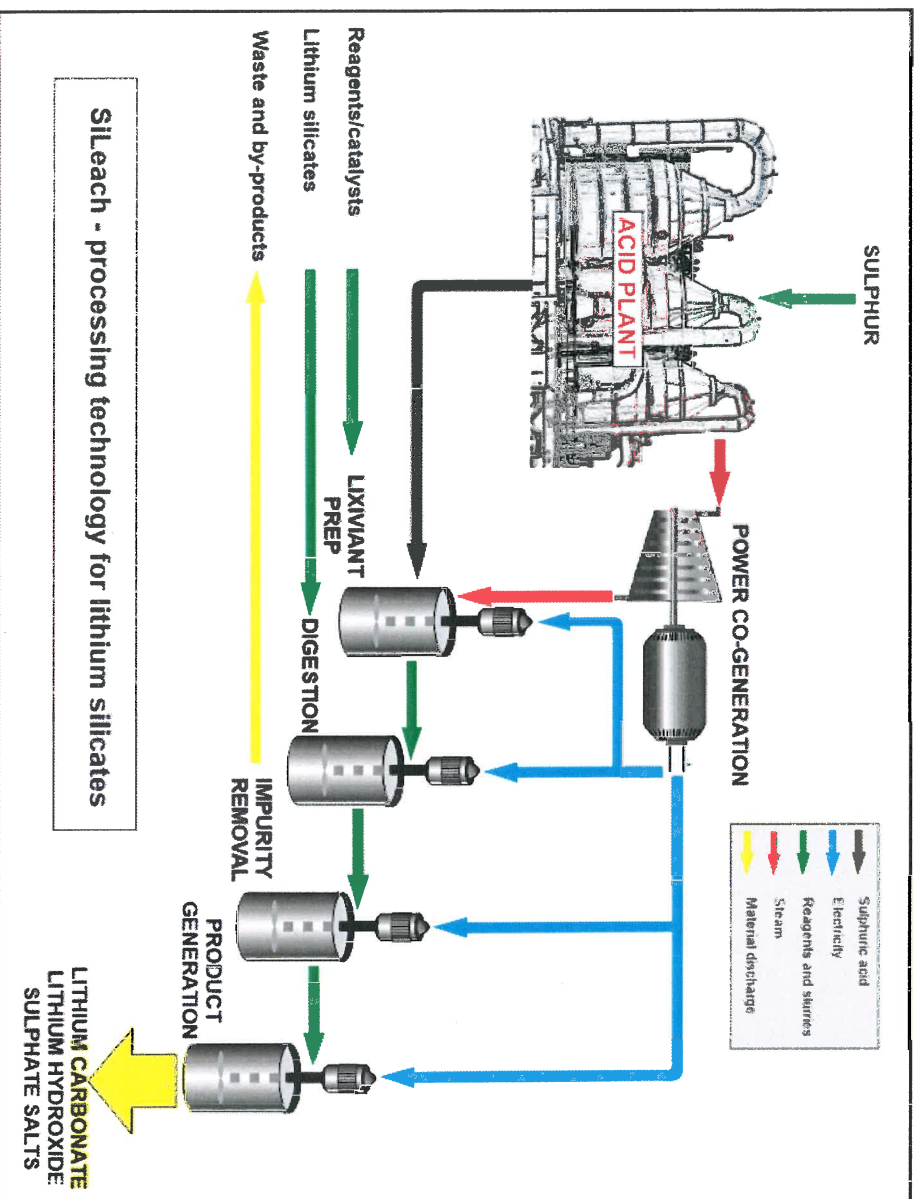 SULPHUR
ACID PLANT
POWER CO-GENERATION
Sulphuric acid
Electricity
Reagents and slurries
Steam
Material discharge
Reagents/catalysts
Lithium silicates
Waste and by-products
LIXIVIANT
PREP
DIGESTION
IMPURITY
REMOVAL
PRODUCT
GENERATION
LITHIUM CARBONATE
LITHIUM HYDROXIDE
SULPHATE SALTS
SiLeach - processing technology for lithium silicates